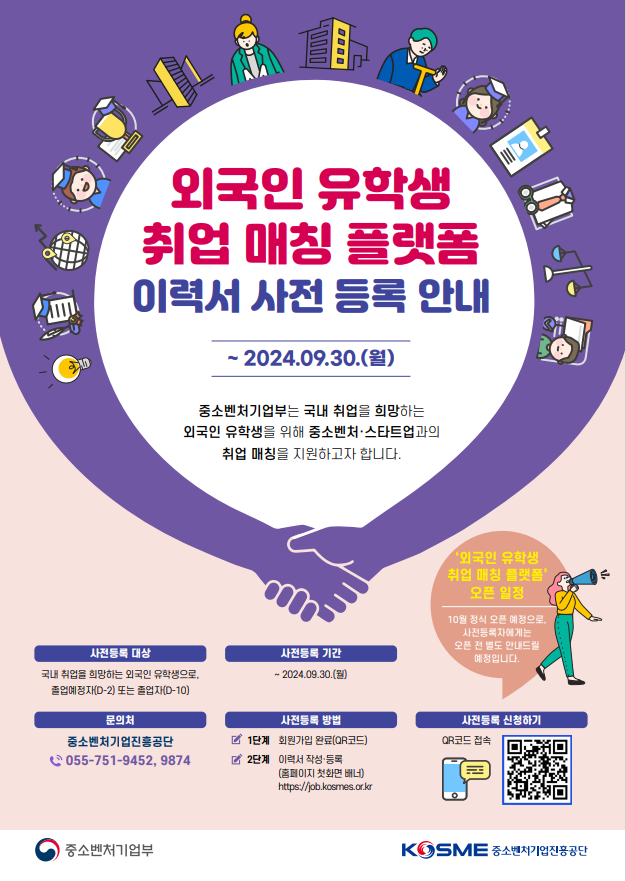 외국인 유학생
취업 매칭 플랫폼
이력서 사전 등록 안내
~ 2024.09.30.(월)
중소벤처기업부는 국내 취업을 희망하는
외국인 유학생을 위해 중소벤처·스타트업과의
취업 매칭을 지원하고자 합니다.
'외국인 유학생
취업 매칭 플랫폼'
오픈 일정
10월 정식 오픈 예정으로,
사전등록자에게는
오픈 전 별도 안내드릴
예정입니다.
사전등록 대상
국내 취업을 희망하는 외국인 유학생으로,
졸업예정자(D-2) 또는 졸업자(D-10)
사전등록 기간
~ 2024.09.30.(월)
문의처
중소벤처기업진흥공단
055-751-9452, 9874
사전등록 방법
1단계 회원가입 완료(QR코드)
2단계 이력서 작성·등록
(홈페이지 첫화면 배너)
https://job.kosmes.or.kr
사전등록 신청하기
QR코드 접속
중소벤처기업부
KOSME 중소벤처기업진흥공단